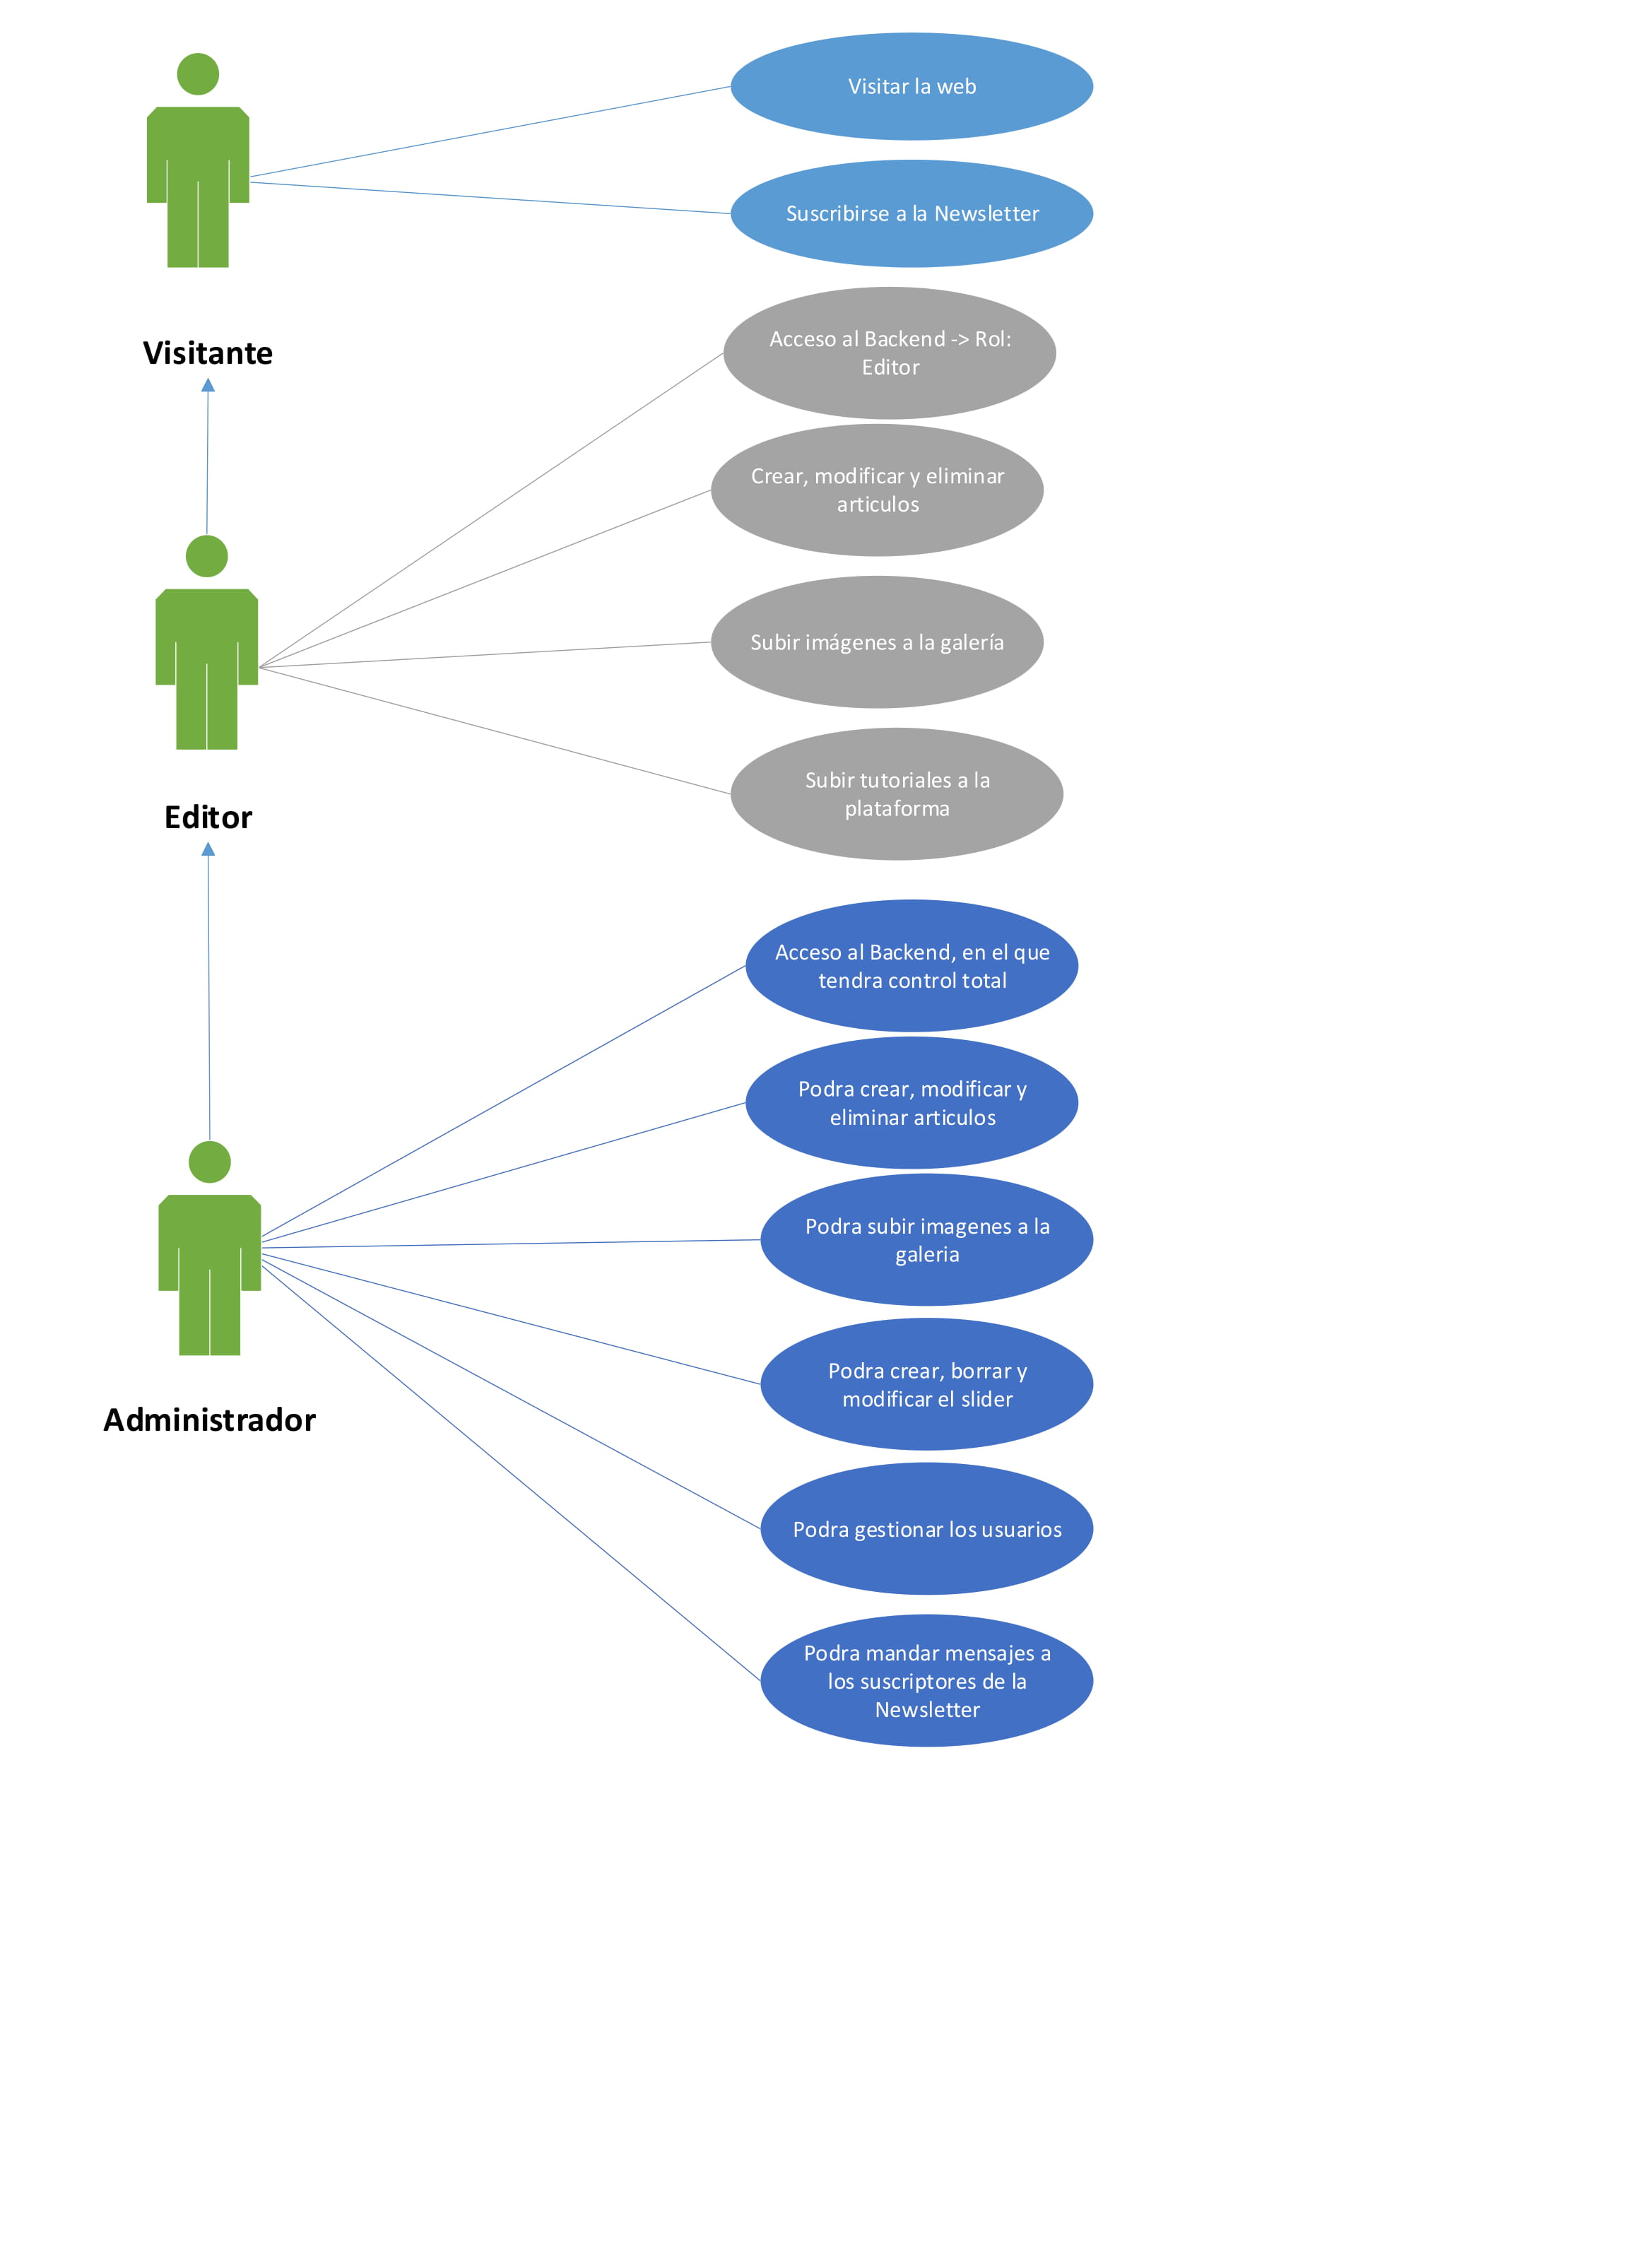 Visitar la web
Suscribirse a la Newsletter
Visitante
Acceso al Backend -> Rol:
Editor
Crear, modificar y eliminar
articulos
Subir imágenes a la galería
Subir tutoriales a la
plataforma
Editor
Acceso al Backend, en el que
tendra control total
Podra crear, modificar y
eliminar articulos
Podra subir imagenes a la
galeria
Podra crear, borrar y
modificar el slider
Administrador
Podra gestionar los usuarios
Podra mandar mensajes a
los suscriptores de la
Newsletter